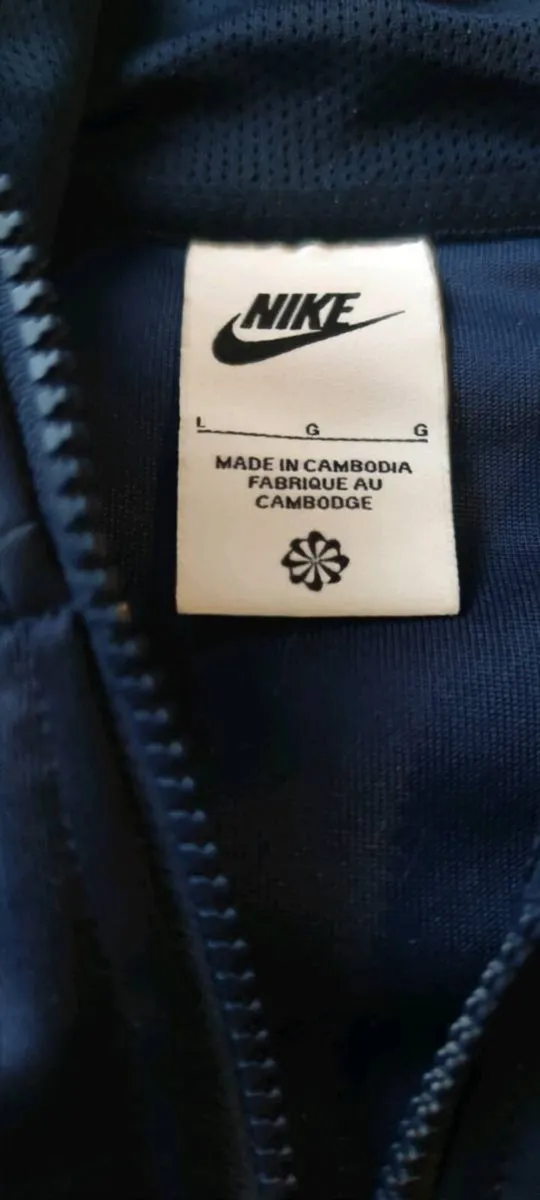 NIKE
L G G
MADE IN CAMBODIA
FABRIQUE AU
CAMBODGE